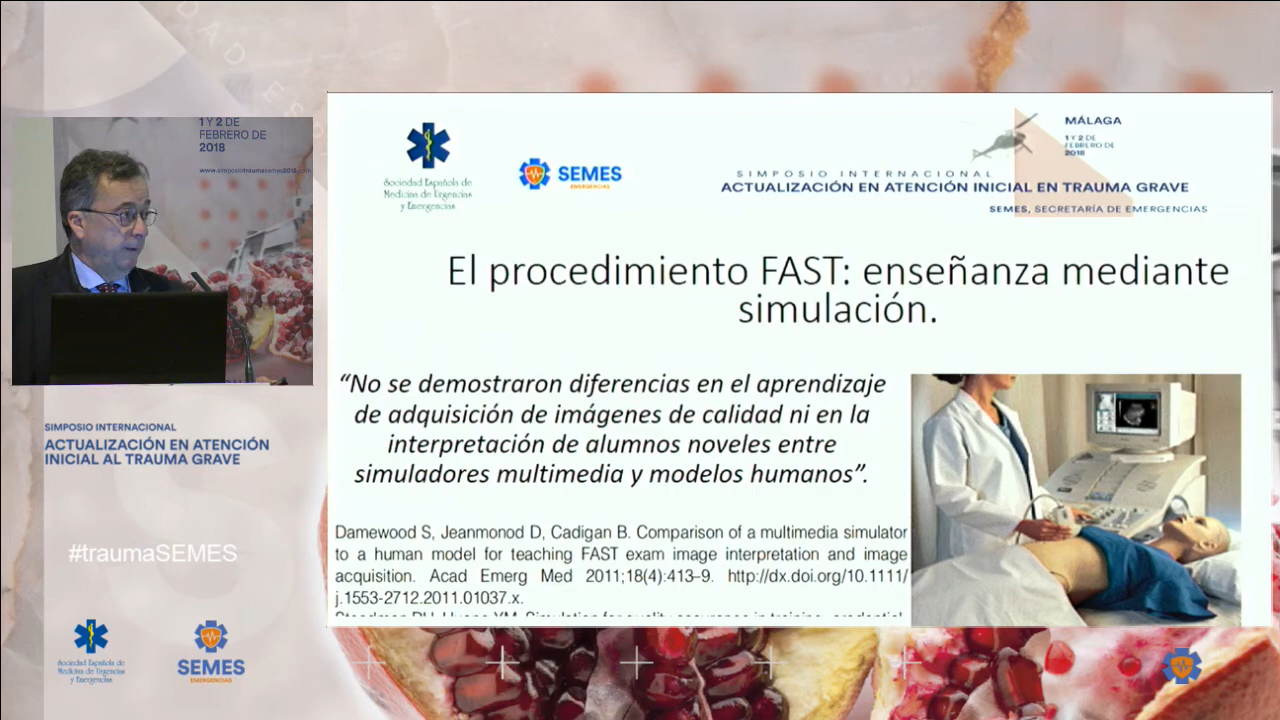 1 Y 2 DE
FEBRERO DE
2018
www.simposiotraumasemes2018.com
SIMPOSIO INTERNACIONAL
ACTUALIZACIÓN EN ATENCIÓN
INICIAL AL TRAUMA GRAVE
#traumaSEMES
Sociedad Española de
Medicina de Urgencias
y Emergencias
SEMES
EMERGENCIAS
Sociedad Española de
Medicina de Urgencias
y Emergencias
SEMES
EMERGENCIAS
MÁLAGA
1 Y 2 DE
FEBRERO DE
2018
SIMPOSIO INTERNACIONAL
ACTUALIZACIÓN EN ATENCIÓN INICIAL EN TRAUMA GRAVE
SEMES, SECRETARÍA DE EMERGENCIAS
El procedimiento FAST: enseñanza mediante
simulación.
“No se demostraron diferencias en el aprendizaje
de adquisición de imágenes de calidad ni en la
interpretación de alumnos noveles entre
simuladores multimedia y modelos humanos”.
Damewood S, Jeanmonod D, Cadigan B. Comparison of a multimedia simulator
to a human model for teaching FAST exam image interpretation and image
acquisition. Acad Emerg Med 2011;18(4):413–9. http://dx.doi.org/10.1111/
j.1553-2712.2011.01037.x.